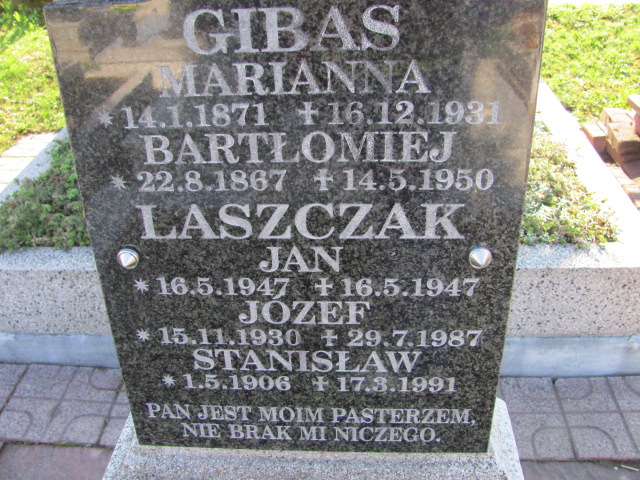 GIBAS
MARIANNA
* 14.1.1871 + 16.12.1931
BARTŁOMIEJ
* 22.8.1867 + 14.5.1950
LASZCZAK
JAN
* 16.5.1947 + 16.5.1947
JÓZEF
* 15.11.1930 + 29.7.1987
STANISŁAW
* 1.5.1906 + 17.3.1991
PAN JEST MOIM PASTERZEM,
NIE BRAK MI NICZEGO.